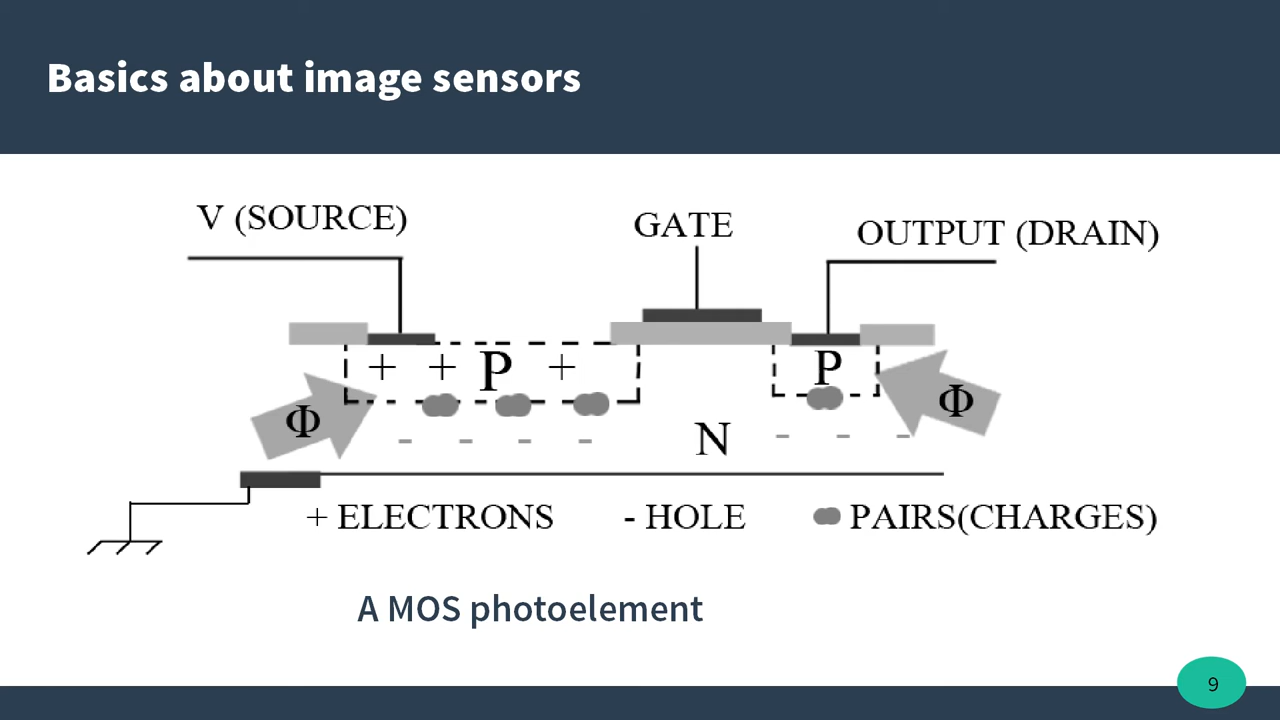 Basics about image sensors
V (SOURCE)
GATE
OUTPUT (DRAIN)
+ + P +
P
Φ
Φ
- - - -
N
- - -
+ ELECTRONS
- HOLE
PAIRS(CHARGES)
A MOS photoelement
9